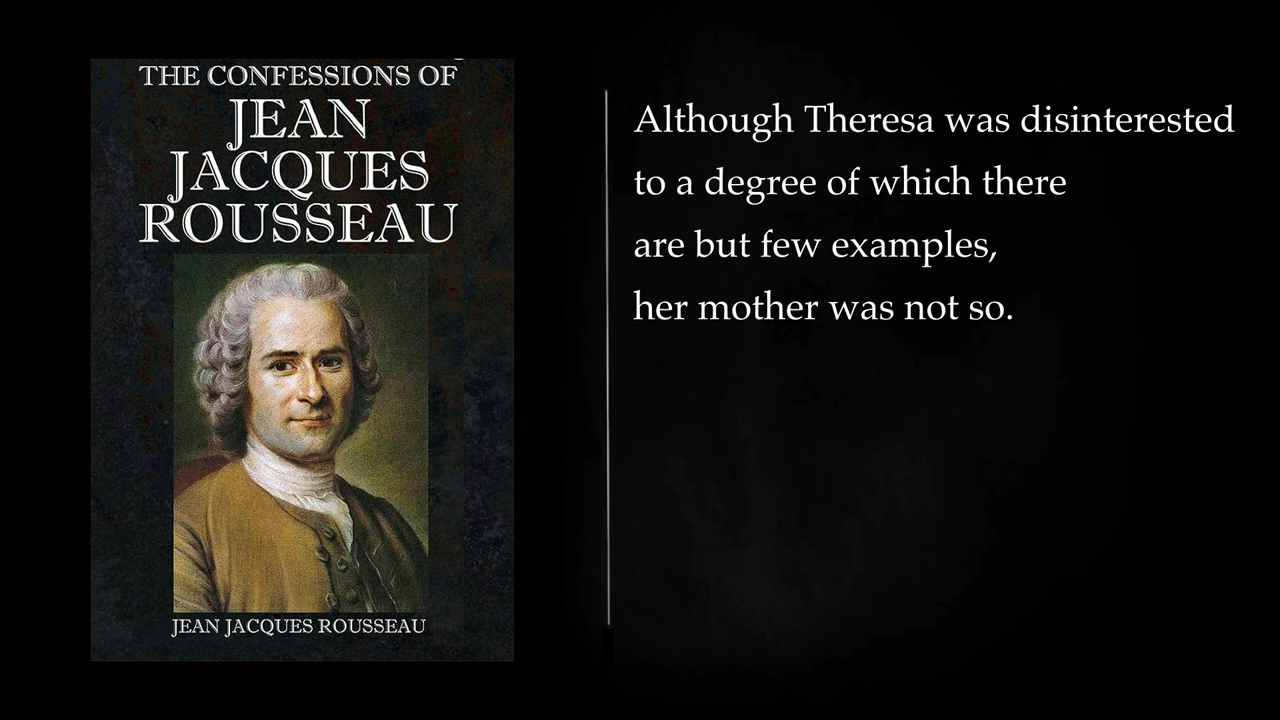 THE CONFESSIONS OF
JEAN
JACQUES
ROUSSEAU
JEAN JACQUES ROUSSEAU
Although Theresa was disinterested
to a degree of which there
are but few examples,
her mother was not so.